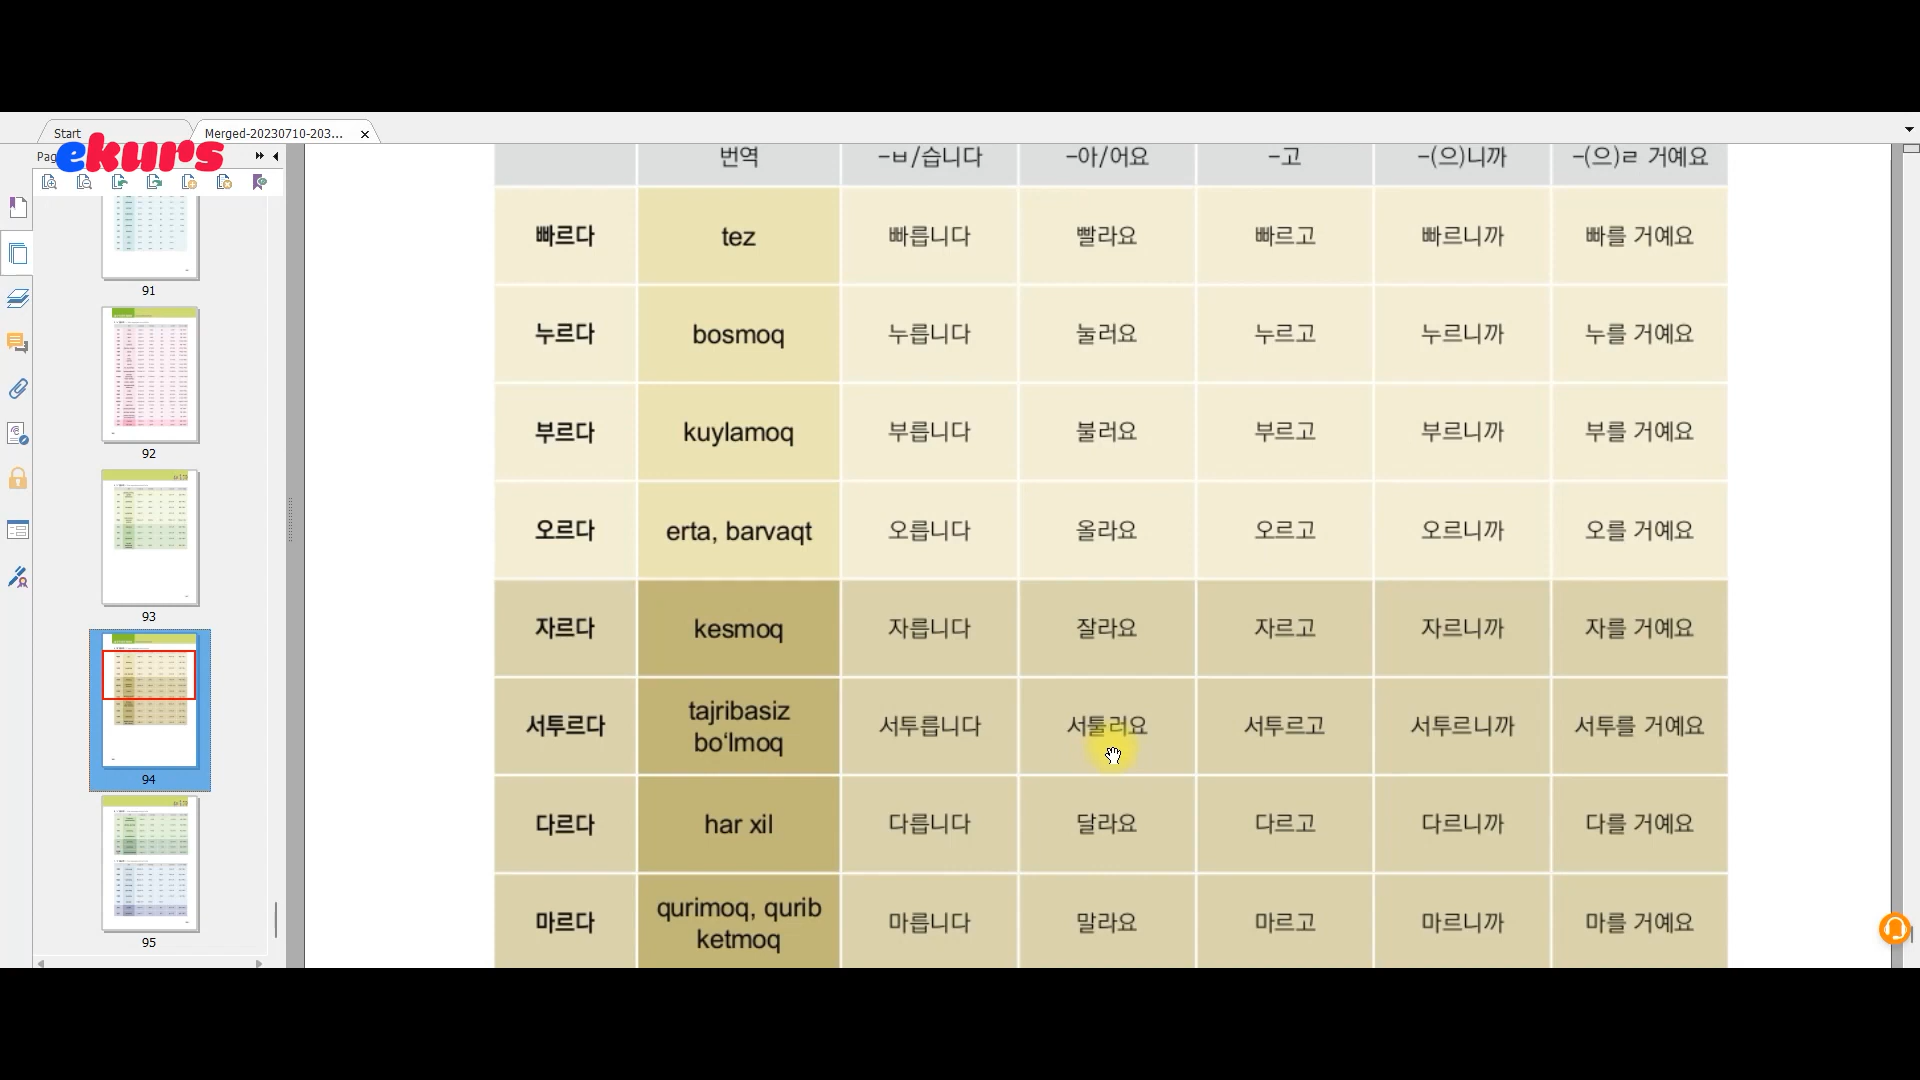 Start
Merged-20230710-203...
Pag
ekurs
91
92
93
94
95
번역 –ㅂ/습니다 –아/어요 –고 –(으)니까 –(으)ㄹ 거예요
빠르다 tez 빠릅니다 빨라요 빠르고 빠르니까 빠를 거예요
누르다 bosmoq 누릅니다 눌러요 누르고 누르니까 누를 거예요
부르다 kuylamoq 부릅니다 불러요 부르고 부르니까 부를 거예요
오르다 erta, barvaqt 오릅니다 올라요 오르고 오르니까 오를 거예요
자르다 kesmoq 자릅니다 잘라요 자르고 자르니까 자를 거예요
서투르다 tajribasiz bo‘lmoq 서투릅니다 서툴러요 서투르고 서투르니까 서투를 거예요
다르다 har xil 다릅니다 달라요 다르고 다르니까 다를 거예요
마르다 qurimoq, qurib ketmoq 마릅니다 말라요 마르고 마르니까 마를 거예요